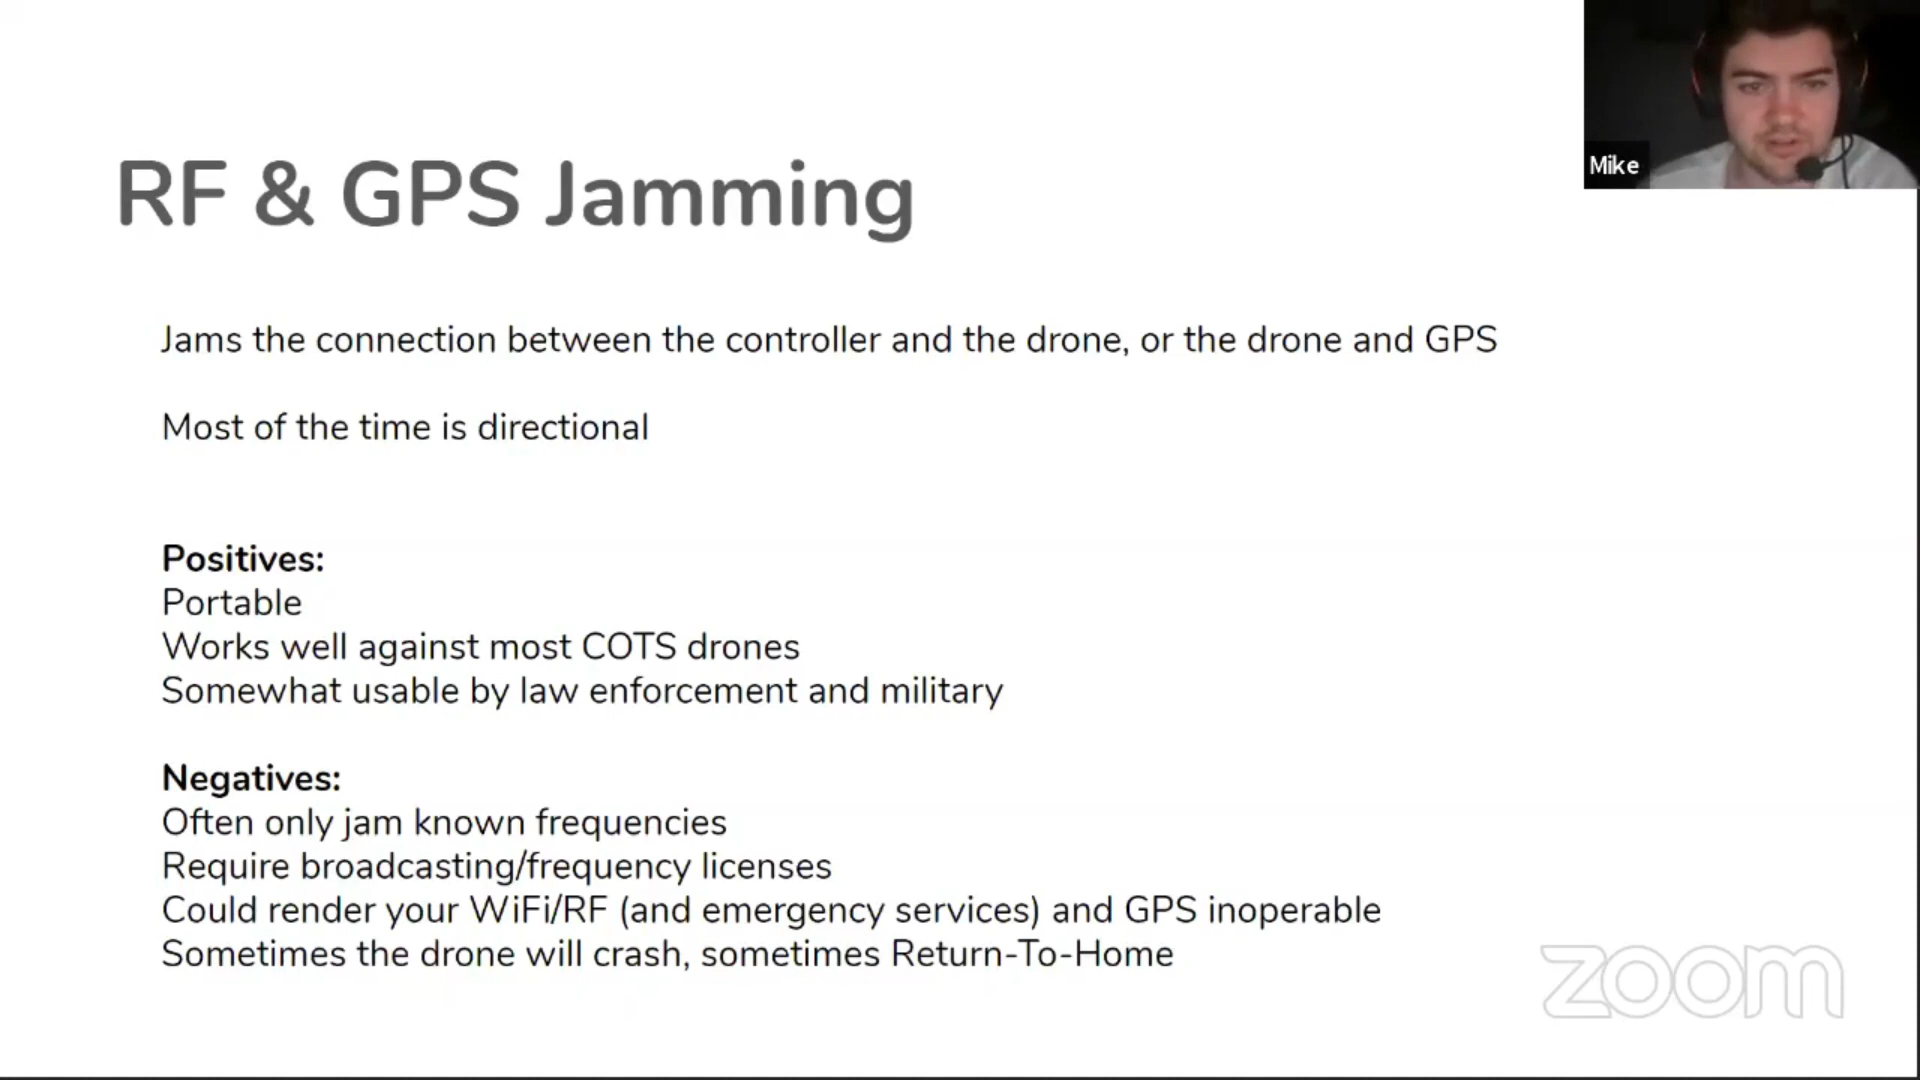 RF & GPS Jamming
Mike
Jams the connection between the controller and the drone, or the drone and GPS
Most of the time is directional
Positives:
Portable
Works well against most COTS drones
Somewhat usable by law enforcement and military
Negatives:
Often only jam known frequencies
Require broadcasting/frequency licenses
Could render your WiFi/RF (and emergency services) and GPS inoperable
Sometimes the drone will crash, sometimes Return-To-Home
zoom